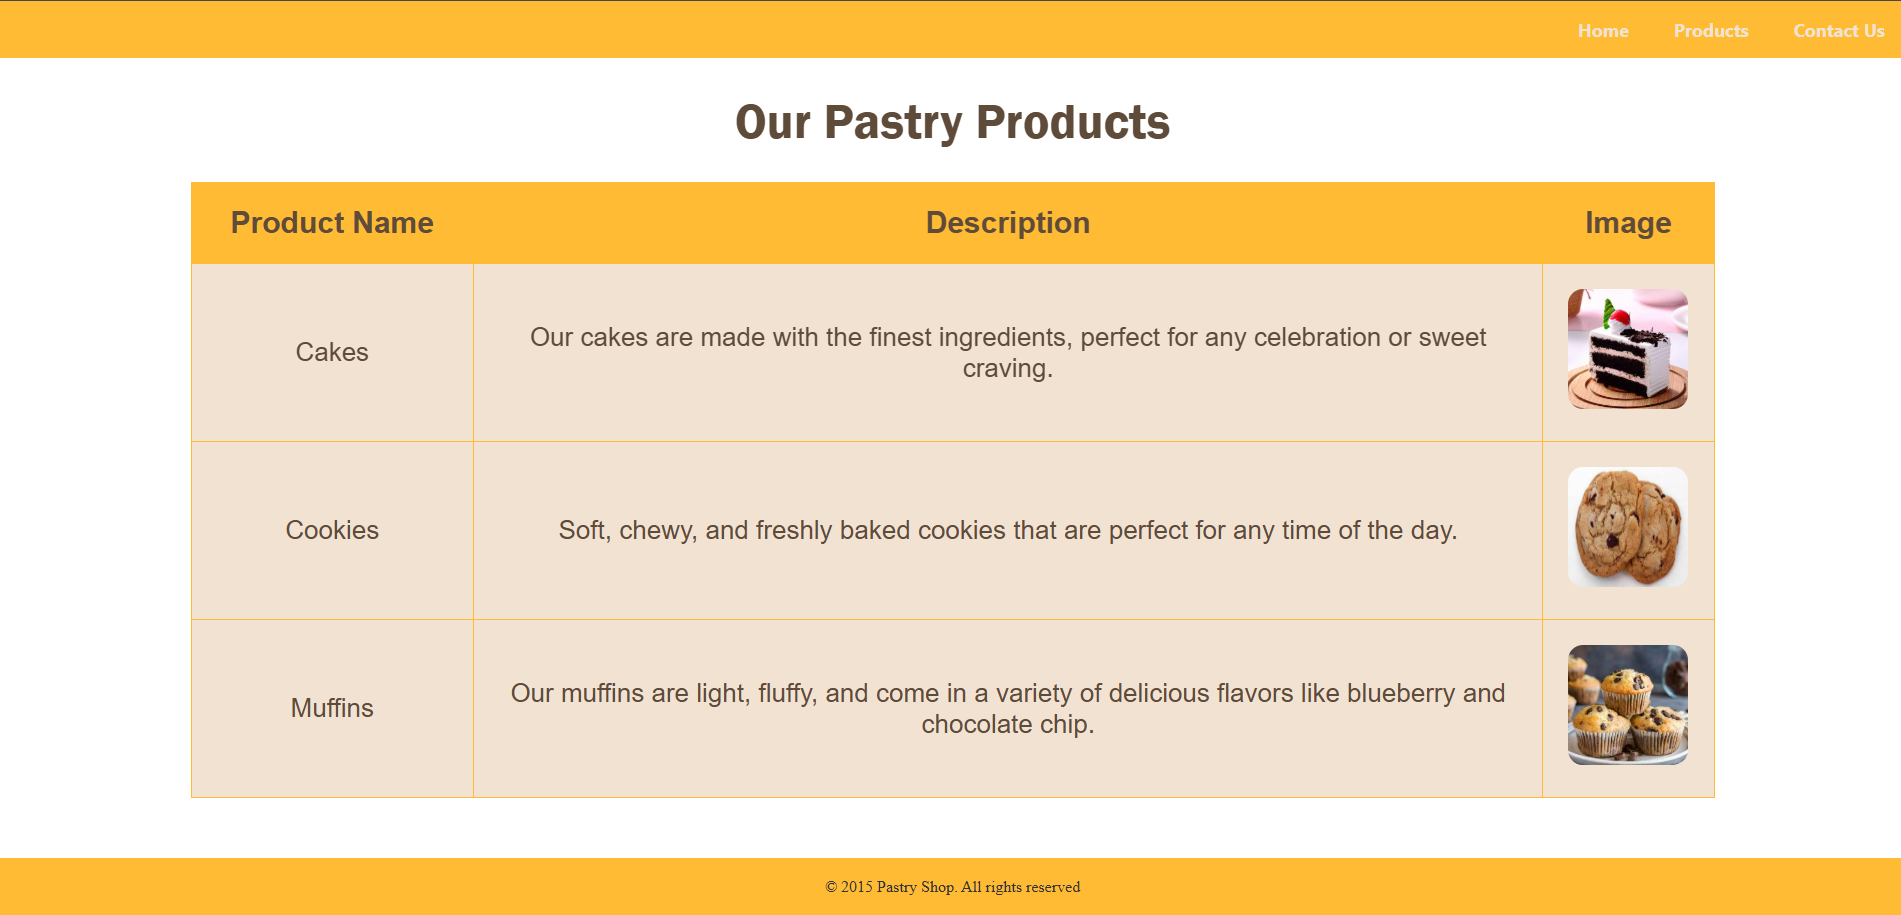 Home Products Contact Us
Our Pastry Products
Product Name Description Image
Cakes
Our cakes are made with the finest ingredients, perfect for any celebration or sweet
craving.
Cookies
Soft, chewy, and freshly baked cookies that are perfect for any time of the day.
Muffins
Our muffins are light, fluffy, and come in a variety of delicious flavors like blueberry and
chocolate chip.
© 2015 Pastry Shop. All rights reserved